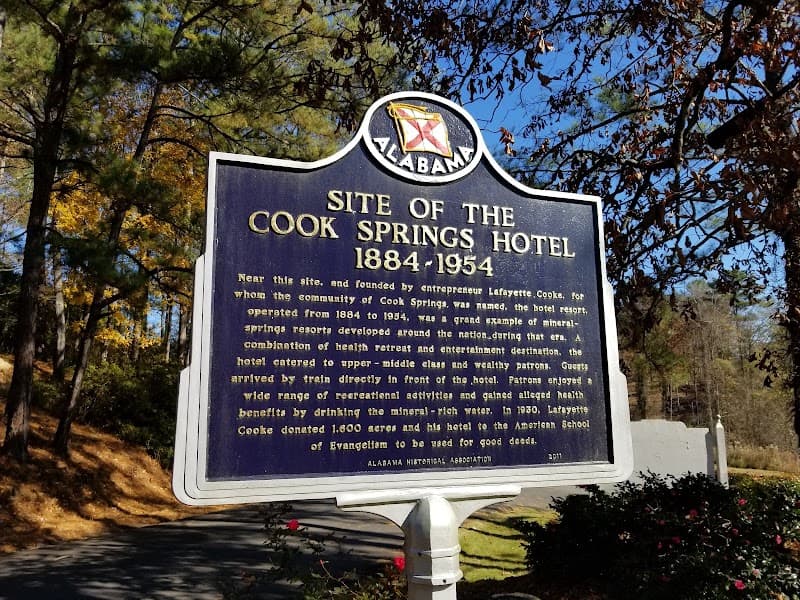 ALABAMA
SITE OF THE
COOK SPRINGS HOTEL
1884-1954
Near this site, and founded by entrepreneur Lafayette Cooke, for
whom the community of Cook Springs was named, the hotel resort,
operated from 1884 to 1954, was a grand example of mineral-
springs resorts developed around the nation during that era. A
combination of health retreat and entertainment destination, the
hotel catered to upper-middle class and wealthy patrons. Guests
arrived by train directly in front of the hotel. Patrons enjoyed a
wide range of recreational activities and gained alleged health
benefits by drinking the mineral-rich water. In 1930, Lafayette
Cooke donated 1,600 acres and his hotel to the American School
of Evangelism to be used for good deeds.
ALABAMA HISTORICAL ASSOCIATION 2011